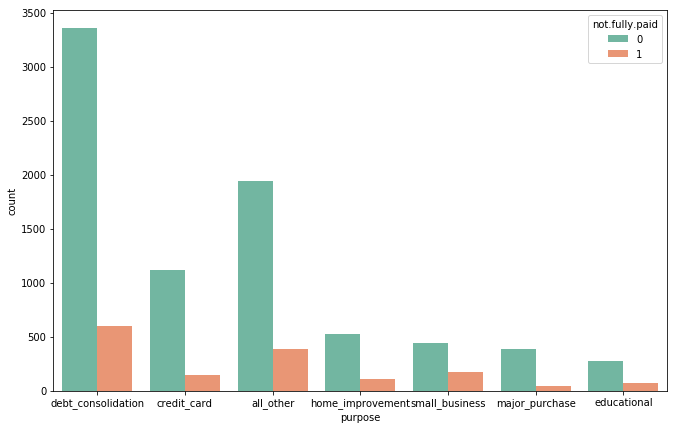 not.fully.paid
0
1
3500
3000
2500
2000
1500
1000
500
0
count
debt_consolidation credit_card all_other home_improvement small_business major_purchase educational
purpose